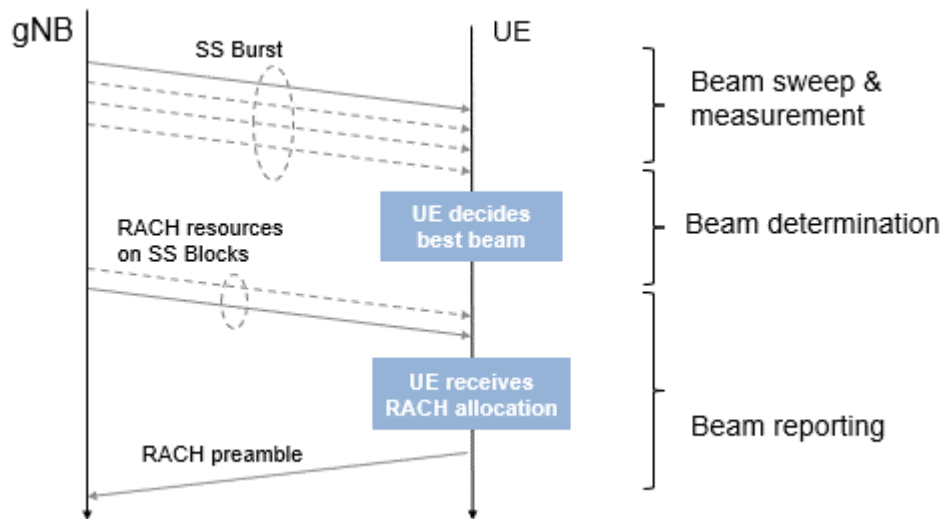 gNB
UE
SS Burst
Beam sweep &
measurement
UE decides
best beam
Beam determination
RACH resources
on SS Blocks
UE receives
RACH allocation
Beam reporting
RACH preamble